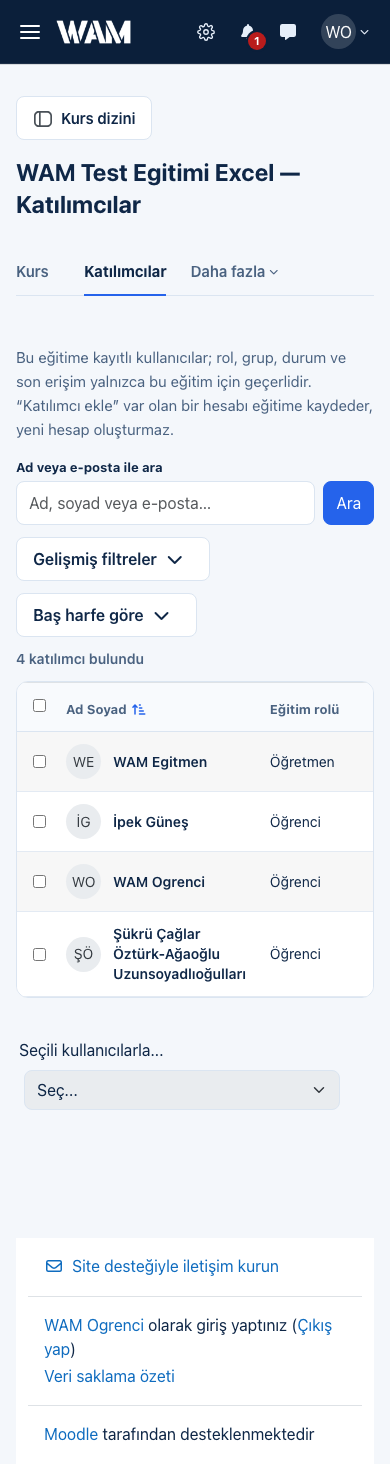 WAM
1
WO
Kurs dizini
WAM Test Egitimi Excel —
Katılımcılar
Kurs
Katılımcılar
Daha fazla
Bu eğitime kayıtlı kullanıcılar; rol, grup, durum ve
son erişim yalnızca bu eğitim için geçerlidir.
“Katılımcı ekle” var olan bir hesabı eğitime kaydeder,
yeni hesap oluşturmaz.
Ad veya e-posta ile ara
Ad, soyad veya e-posta...
Ara
Gelişmiş filtreler
Baş harfe göre
4 katılımcı bulundu
Ad Soyad
Eğitim rolü
WE
WAM Egitmen
Öğretmen
İG
İpek Güneş
Öğrenci
WO
WAM Ogrenci
Öğrenci
ŞÖ
Şükrü Çağlar
Öztürk-Ağaoğlu
Uzunsoyadlıoğulları
Öğrenci
Seçili kullanıcılarla...
Seç...
Site desteğiyle iletişim kurun
WAM Ogrenci olarak giriş yaptınız (Çıkış
yap)
Veri saklama özeti
Moodle tarafından desteklenmektedir